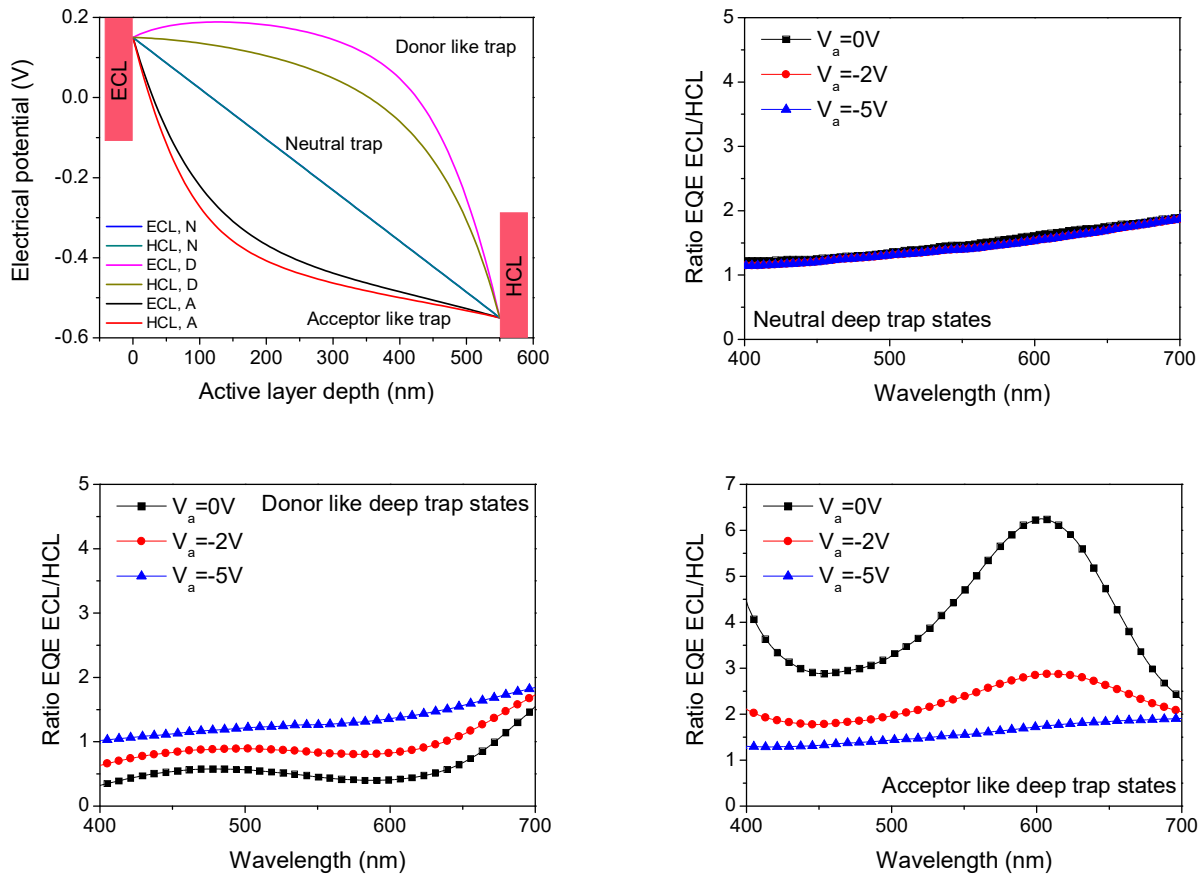 0.2
0.0
-0.2
-0.4
-0.6
Electrical potential (V)
ECL
HCL
Donor like trap
Neutral trap
Acceptor like trap
ECL, N
HCL, N
ECL, D
HCL, D
ECL, A
HCL, A
0 100 200 300 400 500 600
Active layer depth (nm)
5
4
3
2
1
0
Ratio EQE ECL/HCL
Va=0V
Va=-2V
Va=-5V
Neutral deep trap states
400 500 600 700
Wavelength (nm)
5
4
3
2
1
0
Ratio EQE ECL/HCL
Va=0V
Va=-2V
Va=-5V
Donor like deep trap states
400 500 600 700
Wavelength (nm)
7
6
5
4
3
2
1
0
Ratio EQE ECL/HCL
Va=0V
Va=-2V
Va=-5V
Acceptor like deep trap states
400 500 600 700
Wavelength (nm)